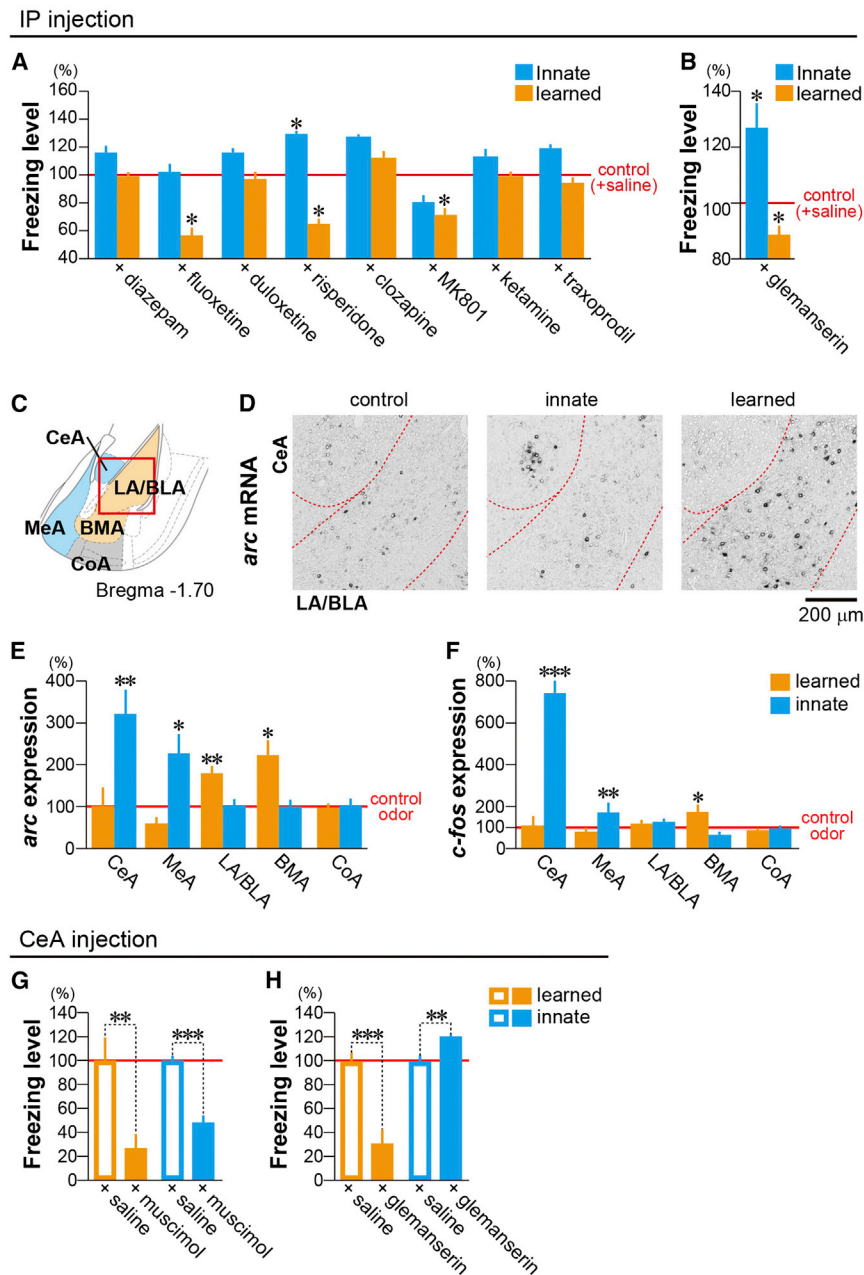 IP injection
A
(%)
Innate
learned
Freezing level
160
140
120
100
80
60
40
*
*
*
*
control
(+saline)
+ diazepam
+ fluoxetine
+ duloxetine
+ risperidone
+ clozapine
+ MK801
+ ketamine
+ traxoprodil
B
(%)
Innate
learned
Freezing level
140
120
100
80
*
*
control
(+saline)
+ glemanserin
C
CeA
LA/BLA
MeA
BMA
CoA
Bregma -1.70
D
control
innate
learned
arc mRNA
CeA
LA/BLA
200 μm
E
(%)
arc expression
400
300
200
100
0
**
*
**
*
control
odor
CeA
MeA
LA/BLA
BMA
CoA
F
(%)
c-fos expression
800
600
400
200
100
0
***
**
*
learned
innate
control
odor
CeA
MeA
LA/BLA
BMA
CoA
CeA injection
G
(%)
Freezing level
140
120
100
80
60
40
20
0
**
***
+ saline
+ muscimol
+ saline
+ muscimol
H
(%)
Freezing level
140
120
100
80
60
40
20
0
***
**
learned
innate
+ saline
+ glemanserin
+ saline
+ glemanserin